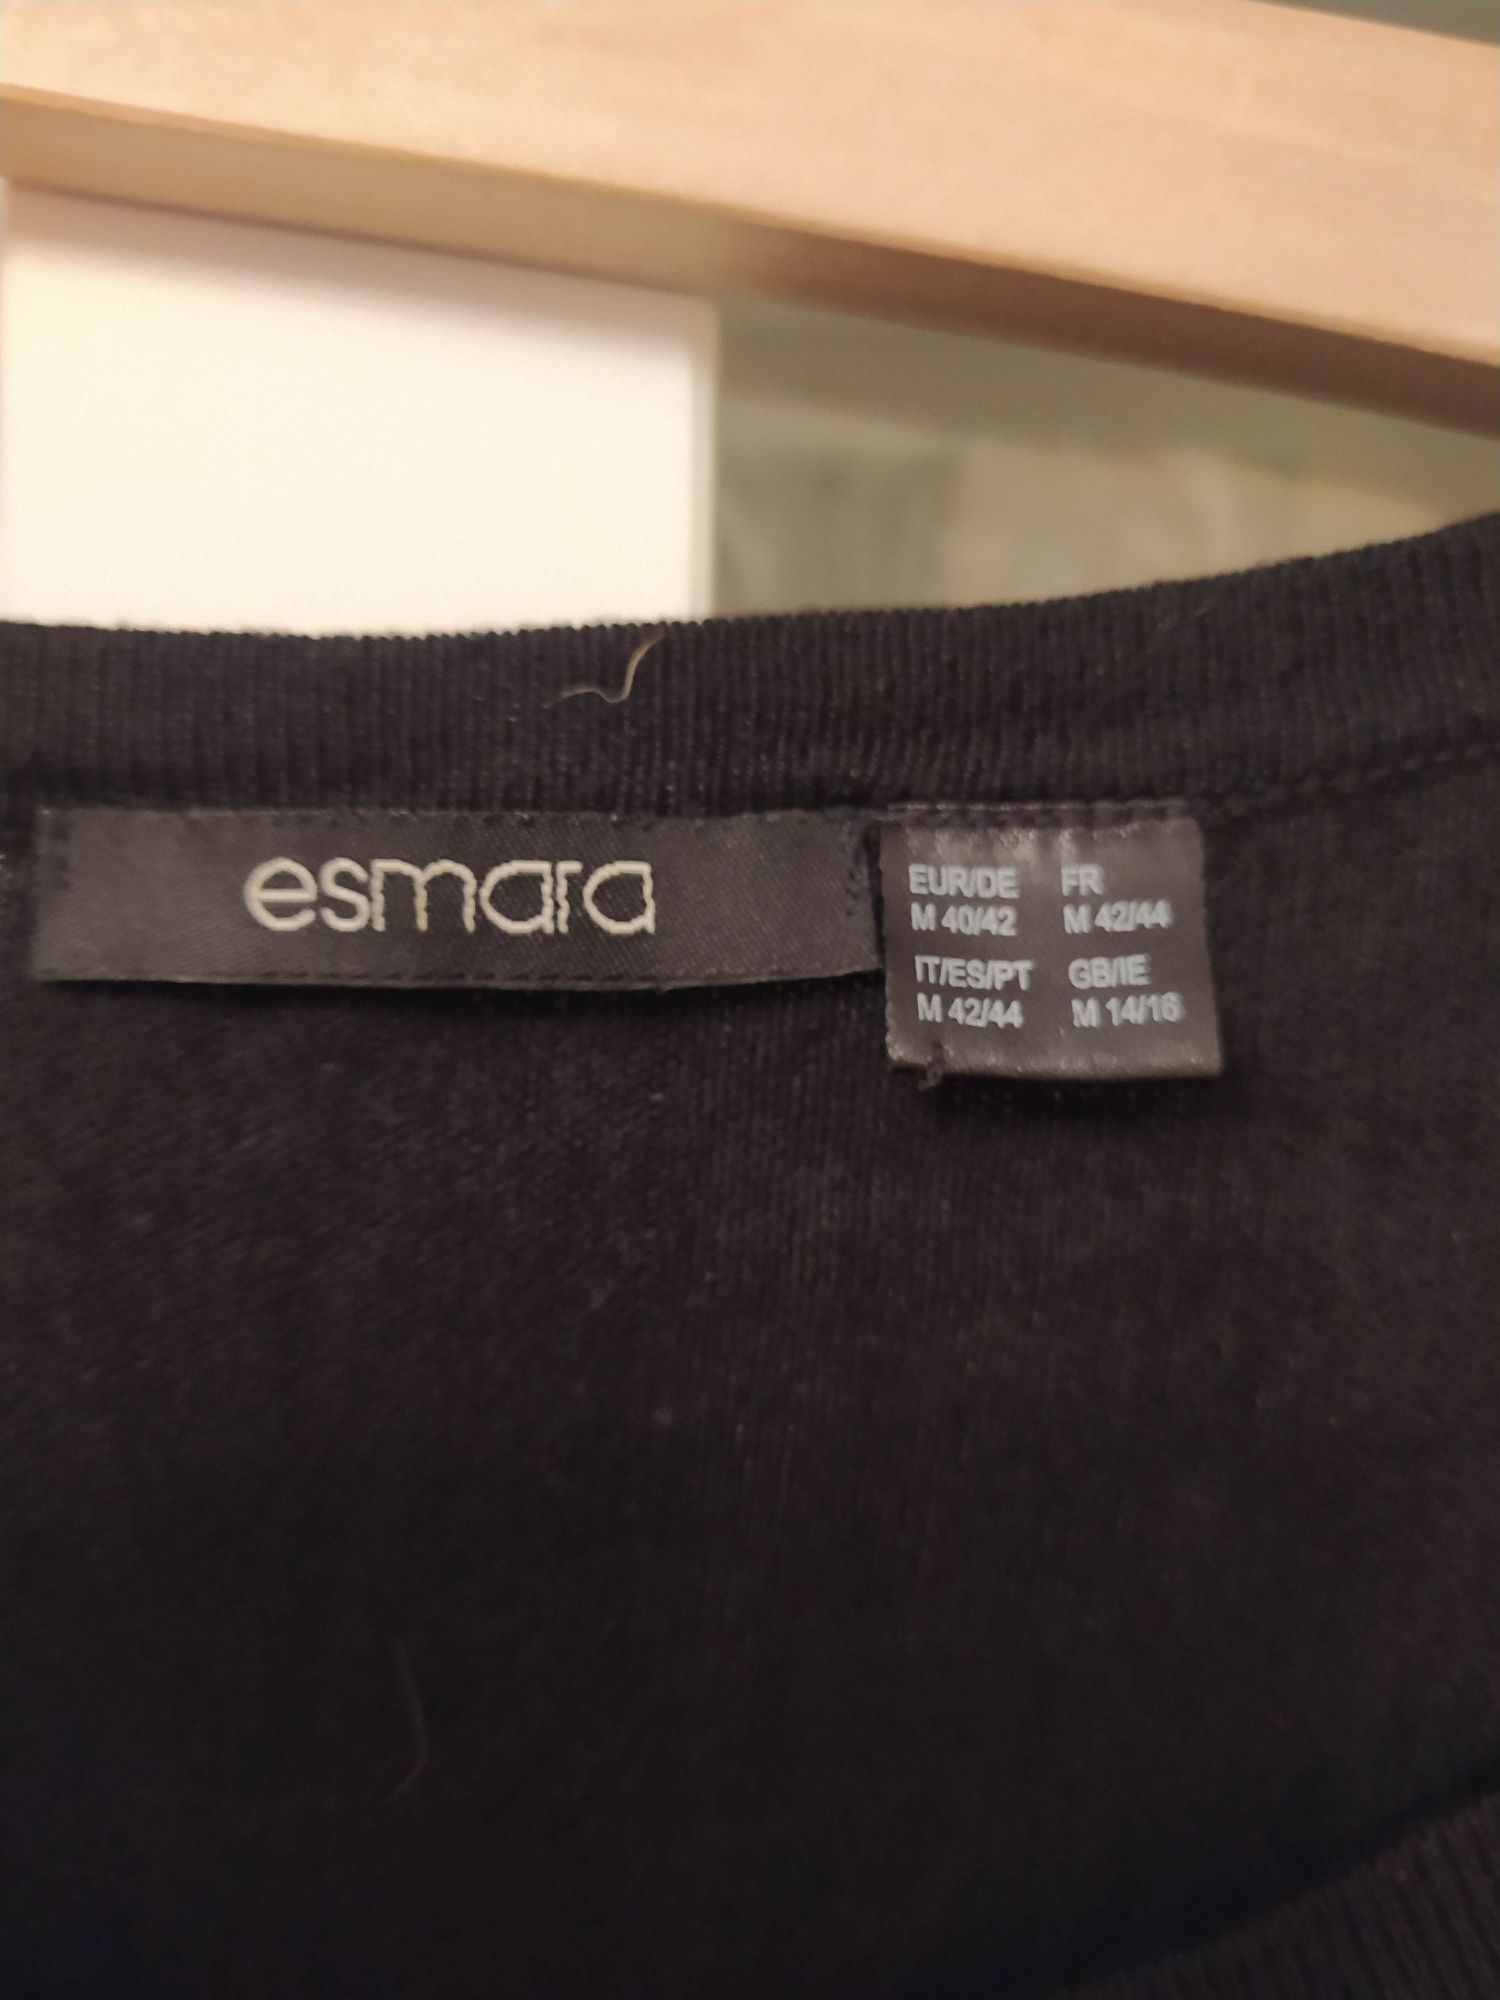 esmara
EUR/DE FR
M 40/42 M 42/44
IT/ES/PT GB/IE
M 42/44 M 14/16